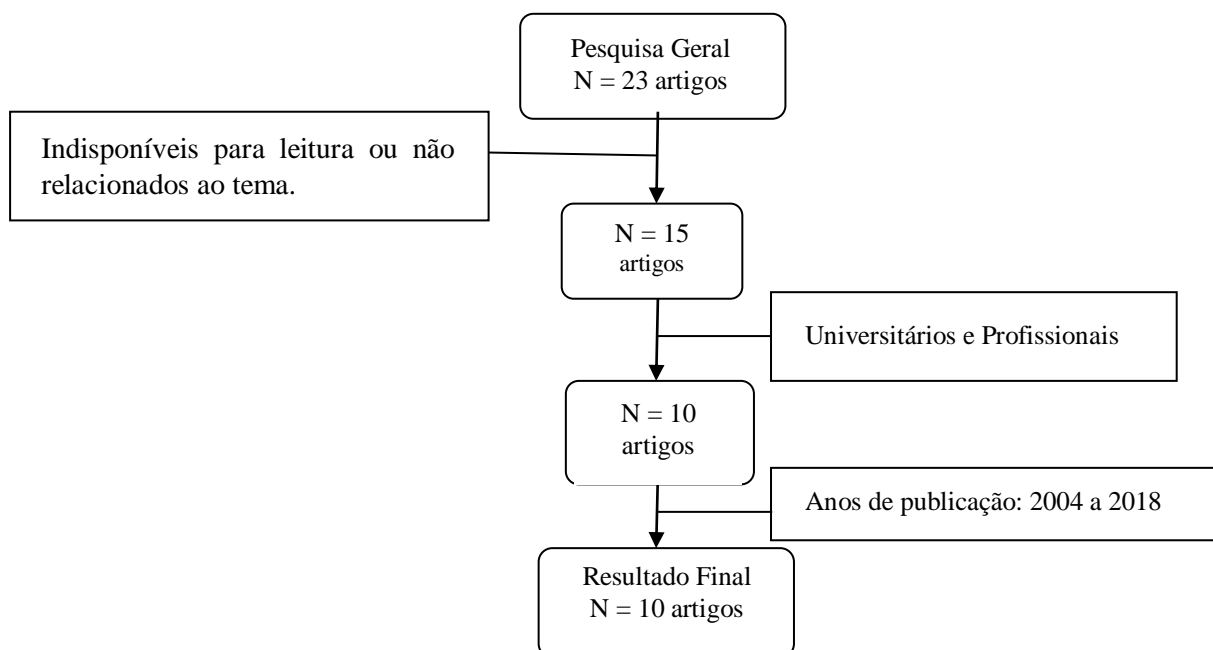 Pesquisa Geral
N = 23 artigos
Indisponíveis para leitura ou não
relacionados ao tema.
N = 15
artigos
Universitários e Profissionais
N = 10
artigos
Anos de publicação: 2004 a 2018
Resultado Final
N = 10 artigos